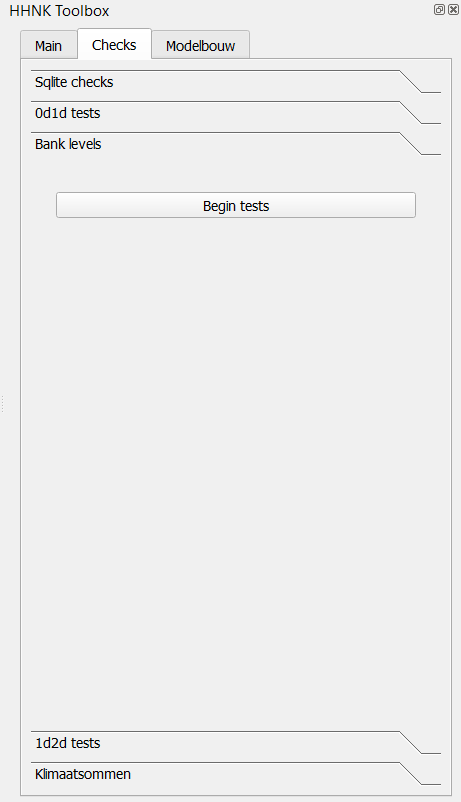 HHNK Toolbox
Main Checks Modelbouw
Sqlite checks
0d1d tests
Bank levels
Begin tests
1d2d tests
Klimaatsommen